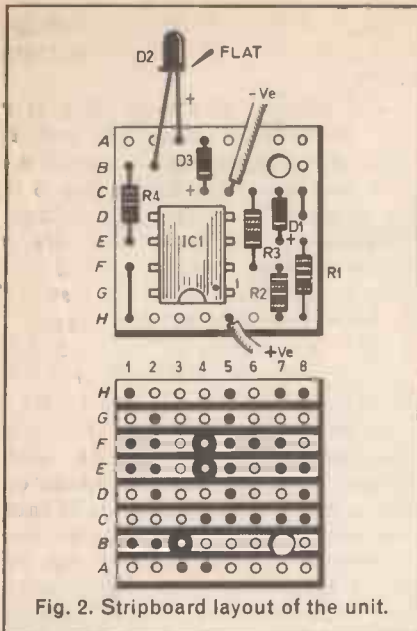 D2
FLAT
+
-Ve
A
B
C
D
E
F
G
H
D3
+
R4
IC1
1
R3
D1
+
R2
R1
+Ve
1 2 3 4 5 6 7 8
H
G
F
E
D
C
B
A
Fig. 2. Stripboard layout of the unit.